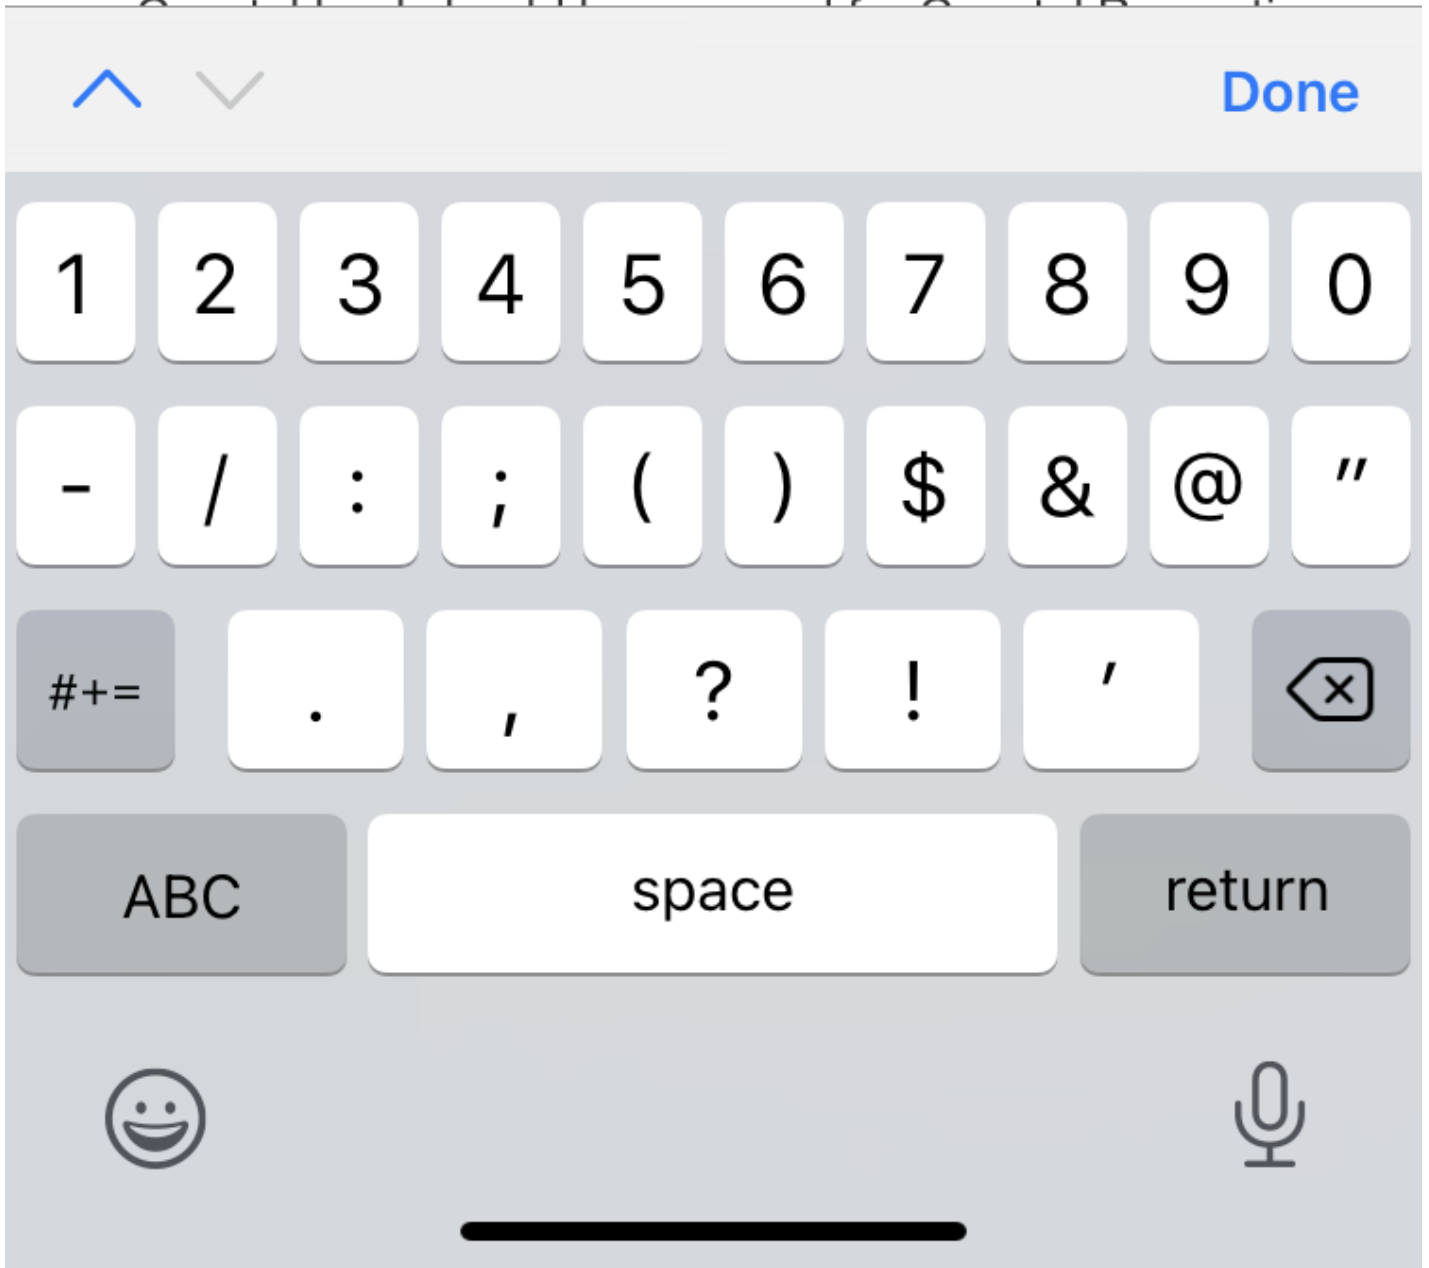 Done
1 2 3 4 5 6 7 8 9 0
- / : ; ( ) $ & @ "
#+= . , ? ! '
ABC space return